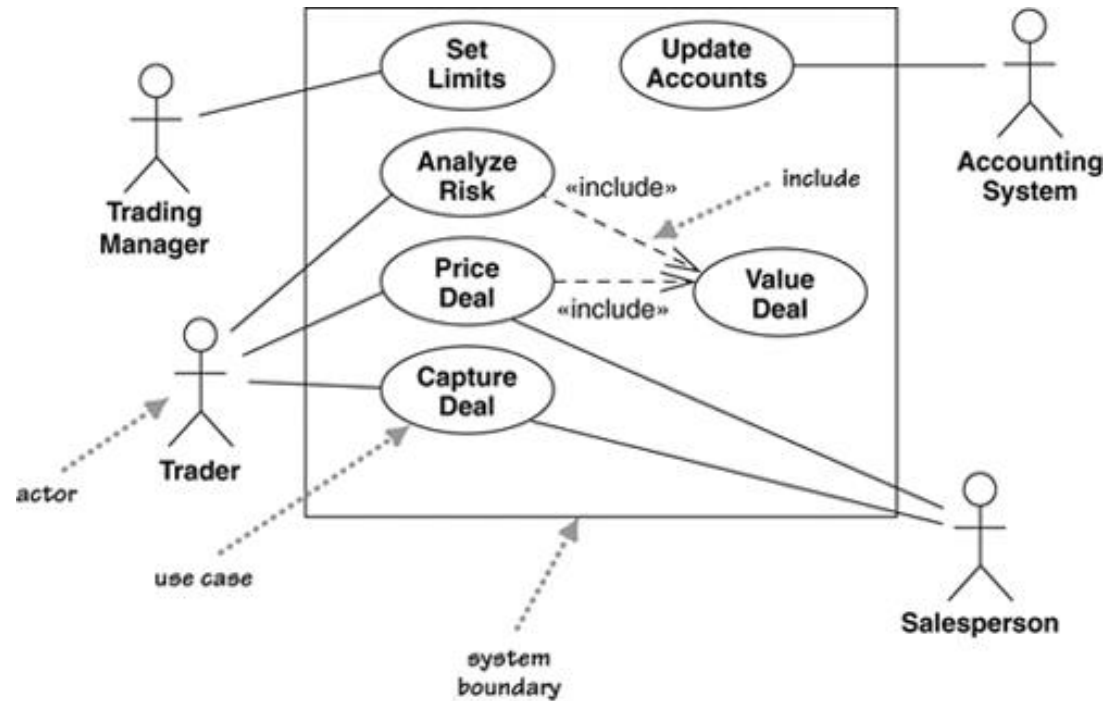 Set
Limits
Update
Accounts
Trading
Manager
Analyze
Risk
«include»
include
Accounting
System
Price
Deal
«include»
Value
Deal
Capture
Deal
Trader
actor
use case
Salesperson
system
boundary